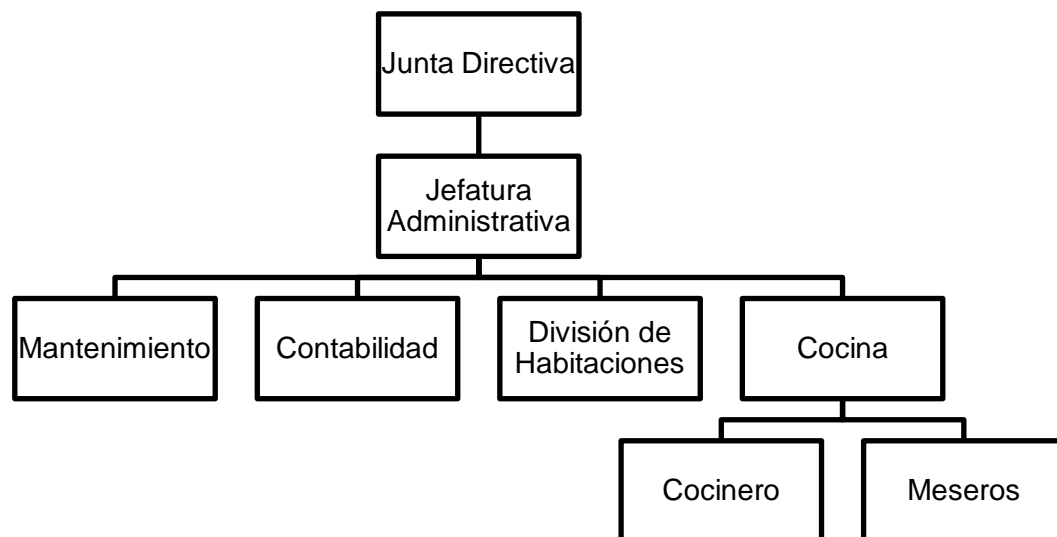 Junta Directiva
Jefatura
Administrativa
Mantenimiento
Contabilidad
División de
Habitaciones
Cocina
Cocinero
Meseros